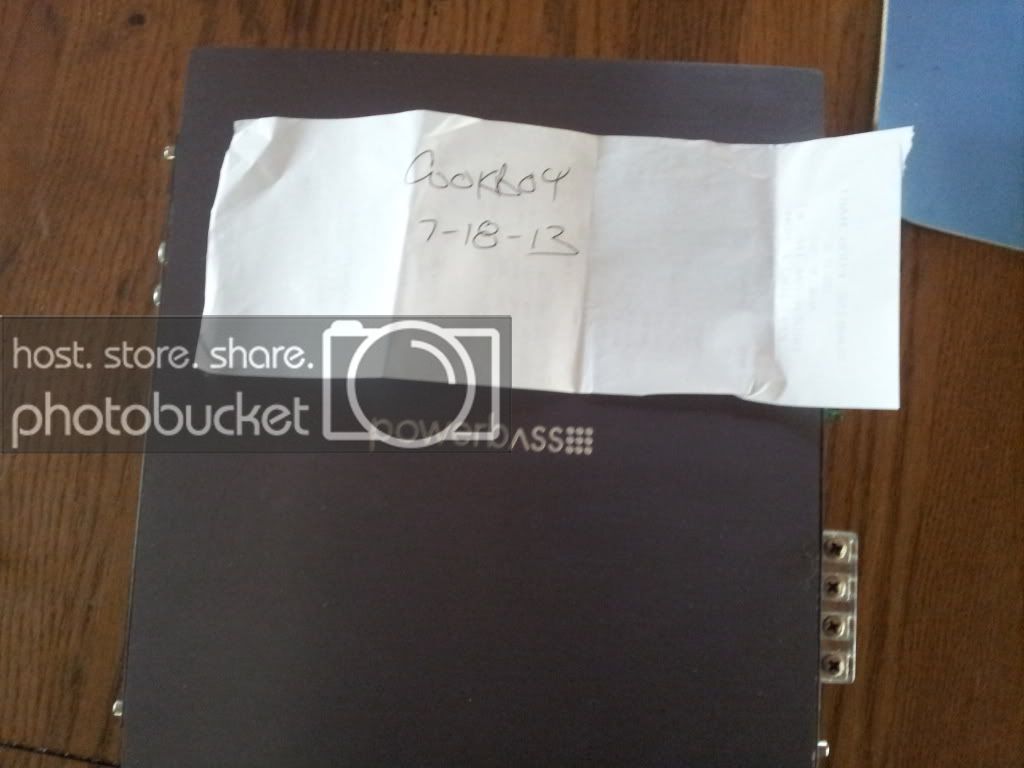 CookBoy
7-18-13
host. store. share.
photobucket
powerbass